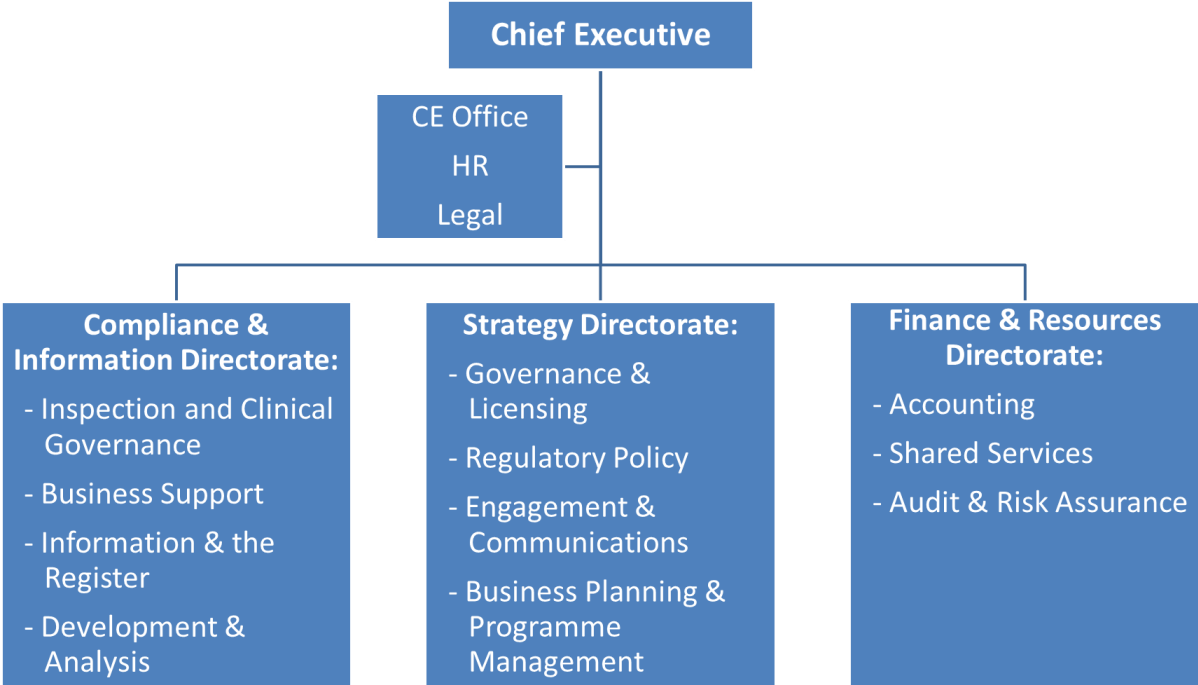 Chief Executive
CE Office
HR
Legal
Compliance &
Information Directorate:
- Inspection and Clinical
Governance
- Business Support
- Information & the
Register
- Development &
Analysis
Strategy Directorate:
- Governance &
Licensing
- Regulatory Policy
- Engagement &
Communications
- Business Planning &
Programme
Management
Finance & Resources
Directorate:
- Accounting
- Shared Services
- Audit & Risk Assurance